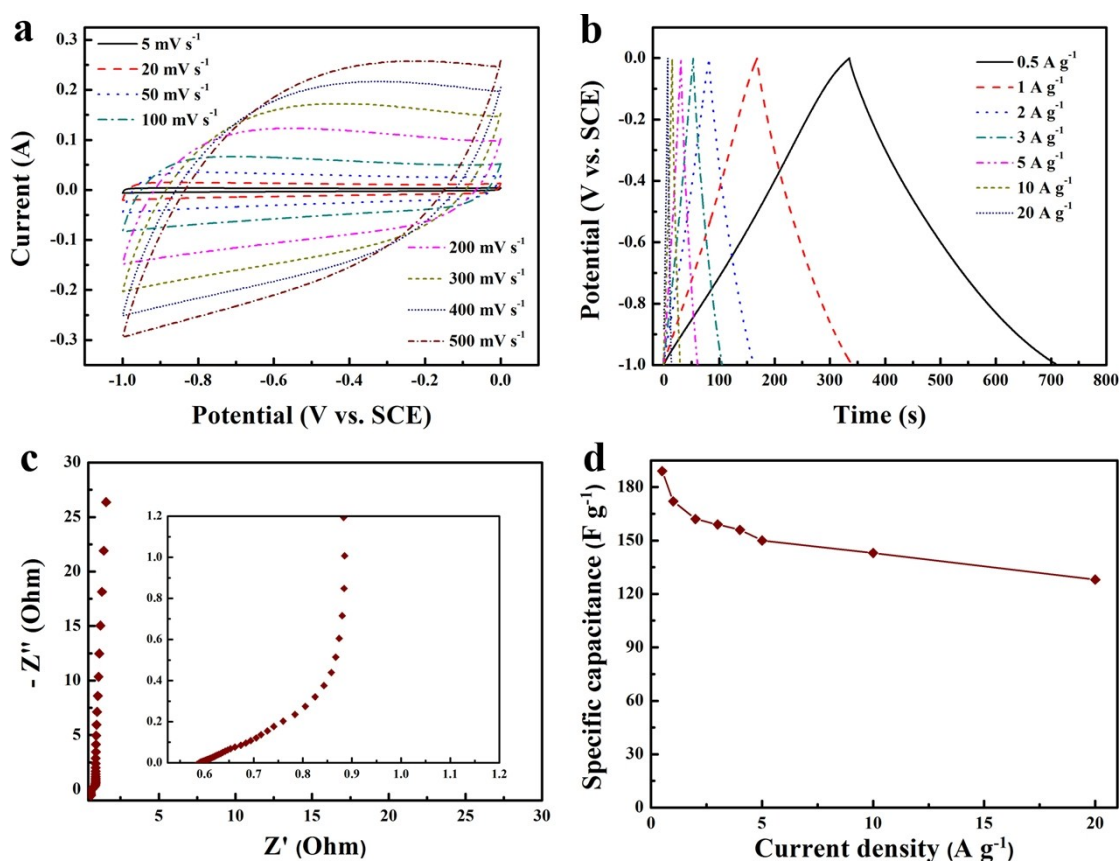 a
0.3
0.2
0.1
0.0
-0.1
-0.2
-0.3
Current (A)
5 mV s⁻¹
20 mV s⁻¹
50 mV s⁻¹
100 mV s⁻¹
200 mV s⁻¹
300 mV s⁻¹
400 mV s⁻¹
500 mV s⁻¹
-1.0 -0.8 -0.6 -0.4 -0.2 0.0
Potential (V vs. SCE)
b
0.0
-0.2
-0.4
-0.6
-0.8
-1.0
Potential (V vs. SCE)
0.5 A g⁻¹
1 A g⁻¹
2 A g⁻¹
3 A g⁻¹
5 A g⁻¹
10 A g⁻¹
20 A g⁻¹
0 100 200 300 400 500 600 700 800
Time (s)
c
30
25
20
15
10
5
0
- Z'' (Ohm)
1.2
1.0
0.8
0.6
0.4
0.2
0.0
0.6 0.7 0.8 0.9 1.0 1.1 1.2
5 10 15 20 25 30
Z' (Ohm)
d
180
150
120
90
60
30
0
Specific capacitance (F g⁻¹)
0 5 10 15 20
Current density (A g⁻¹)